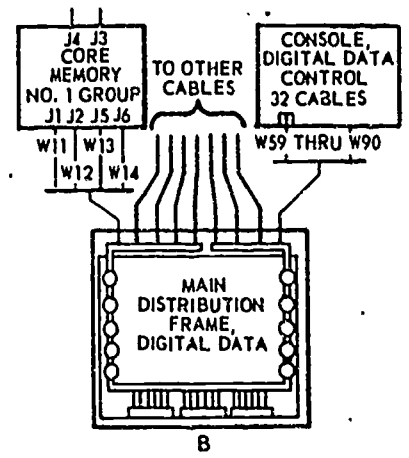 J4 J3
CORE
MEMORY
NO. 1 GROUP
J1 J2 J5 J6
W11 W13
W12 W14
TO OTHER
CABLES
CONSOLE,
DIGITAL DATA
CONTROL
32 CABLES
W59 THRU W90
MAIN
DISTRIBUTION
FRAME,
DIGITAL DATA
B